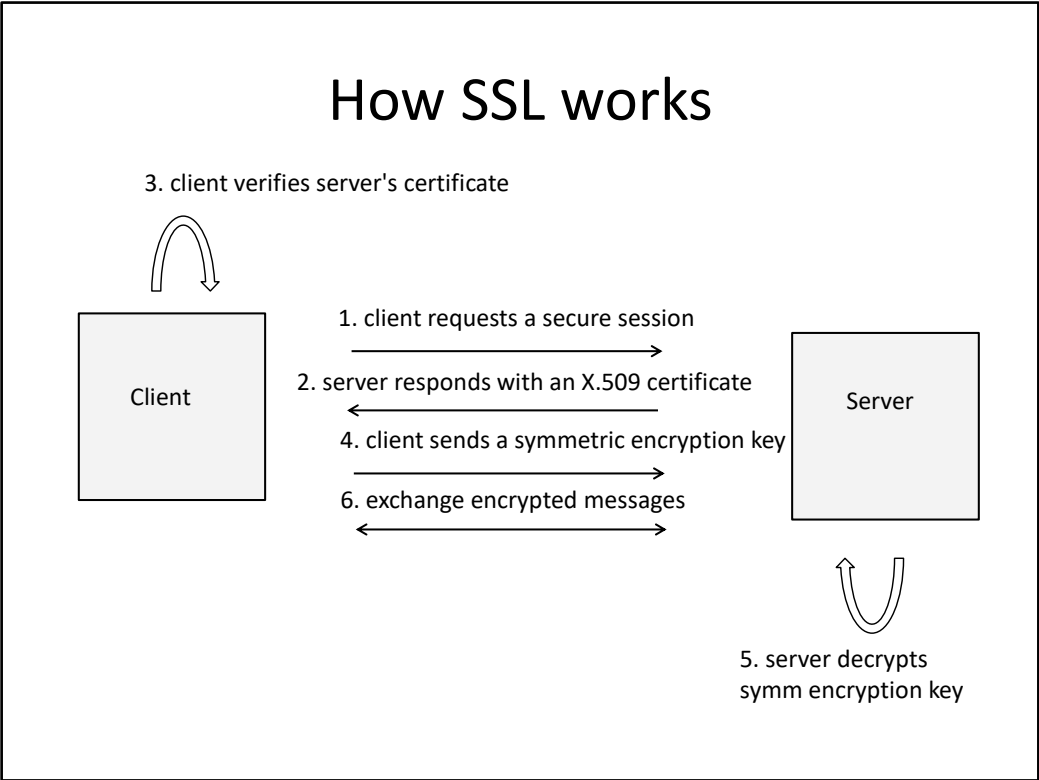 How SSL works
3. client verifies server's certificate
1. client requests a secure session
2. server responds with an X.509 certificate
Client
Server
4. client sends a symmetric encryption key
6. exchange encrypted messages
5. server decrypts
symm encryption key